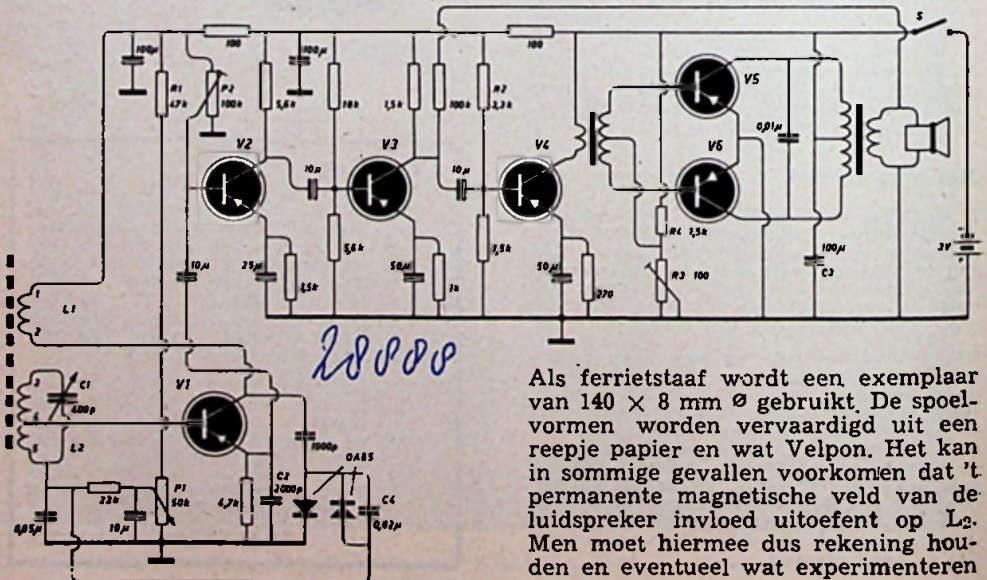 100
100
S
100µ
R1
47k
P2
100k
5,6k
100µ
18k
1,5k
100k
R2
3,3k
V2
V3
V4
V5
V6
10µ
10µ
0,01µ
10µ
25µ
1,5k
5,6k
50µ
1k
1,5k
50µ
270
R4 1,5k
R3 100
100µ
C3
3V
1
L1
2
28888
3
C1
400p
4
L2
5
V1
1000p
OA85
22k
10µ
P1
50k
4,7k
C2
2000p
C4
0,02µ
0,05µ
Als ferrietstaaf wordt een exemplaar
van 140 × 8 mm ø gebruikt. De spoel-
vormen worden vervaardigd uit een
reepje papier en wat Velpon. Het kan
in sommige gevallen voorkomen dat 't
permanente magnetische veld van de
luidspreker invloed uitoefent op L2.
Men moet hiermee dus rekening hou-
den en eventueel wat experimenteren